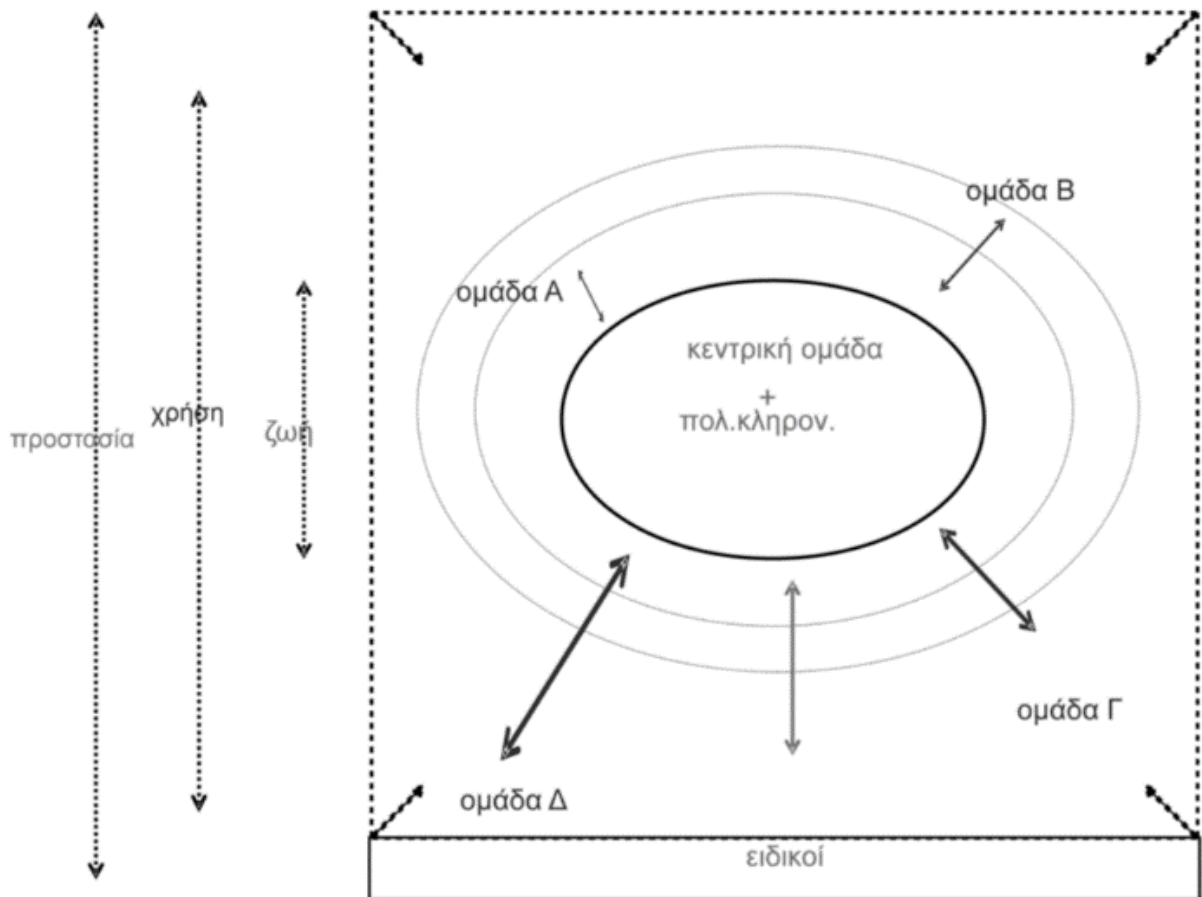 ομάδα Β
ομάδα Α
κεντρική ομάδα
+
πολ.κληρον.
χρήση
ζωή
προστασία
ομάδα Γ
ομάδα Δ
ειδικοί